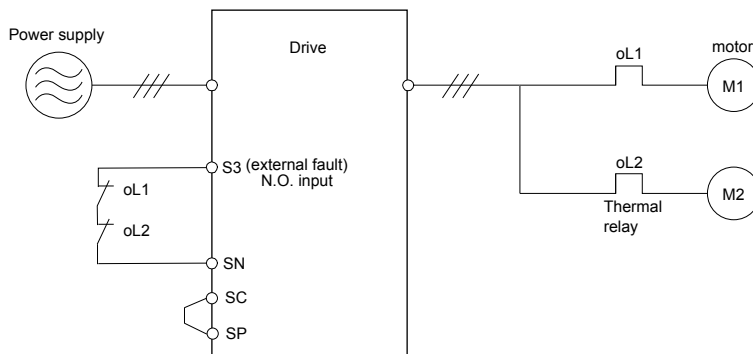 Power supply
Drive
oL1
motor
M1
S3 (external fault)
N.O. input
oL1
oL2
oL2
M2
Thermal
relay
SN
SC
SP